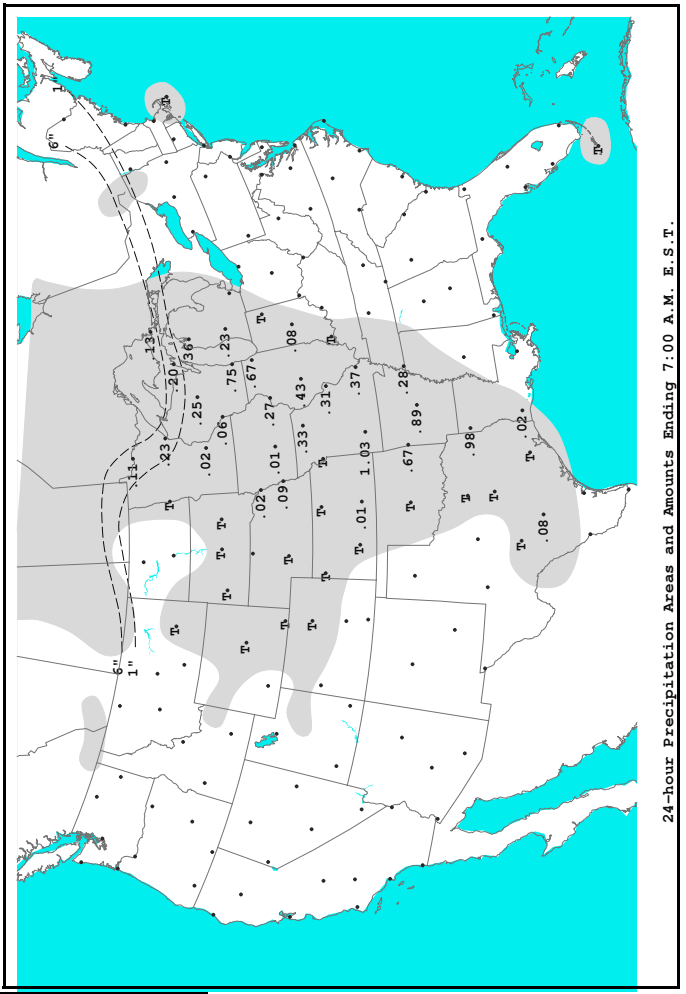 6"
1"
6"
1"
.11
.13
.23
T
T
.20
T
.36
.25
.02
T
T
.06
.23
T
.75
T
.67
.02
T
.27
.01
.09
T
T
.08
.43
.33
T
T
T
.31
T
T
.37
T
.01
1.03
.28
.67
T
.89
T
.98
T
T
.02
T
.08
T
24-hour Precipitation Areas and Amounts Ending 7:00 A.M. E.S.T.